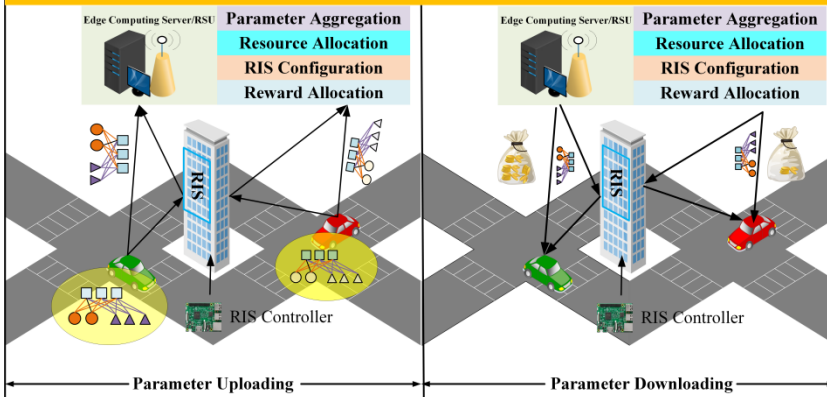 Edge Computing Server/RSU
Parameter Aggregation
Resource Allocation
RIS Configuration
Reward Allocation
RIS
RIS Controller
Parameter Uploading
Edge Computing Server/RSU
Parameter Aggregation
Resource Allocation
RIS Configuration
Reward Allocation
RIS
RIS Controller
Parameter Downloading